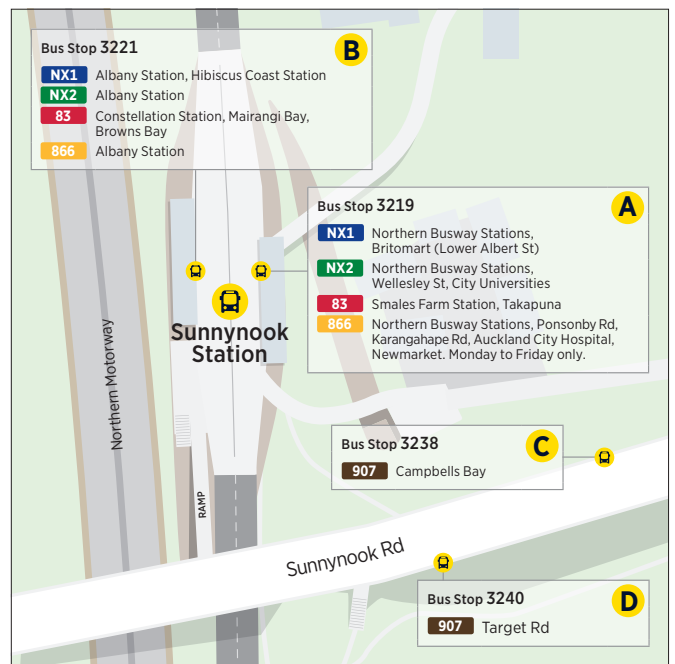 Bus Stop 3221
B
NX1 Albany Station, Hibiscus Coast Station
NX2 Albany Station
83 Constellation Station, Mairangi Bay,
Browns Bay
866 Albany Station
Bus Stop 3219
A
NX1 Northern Busway Stations,
Britomart (Lower Albert St)
NX2 Northern Busway Stations,
Wellesley St, City Universities
83 Smales Farm Station, Takapuna
866 Northern Busway Stations, Ponsonby Rd,
Karangahape Rd, Auckland City Hospital,
Newmarket. Monday to Friday only.
Sunnynook
Station
Northern Motorway
Bus Stop 3238
C
907 Campbells Bay
RAMP
Sunnynook Rd
Bus Stop 3240
D
907 Target Rd